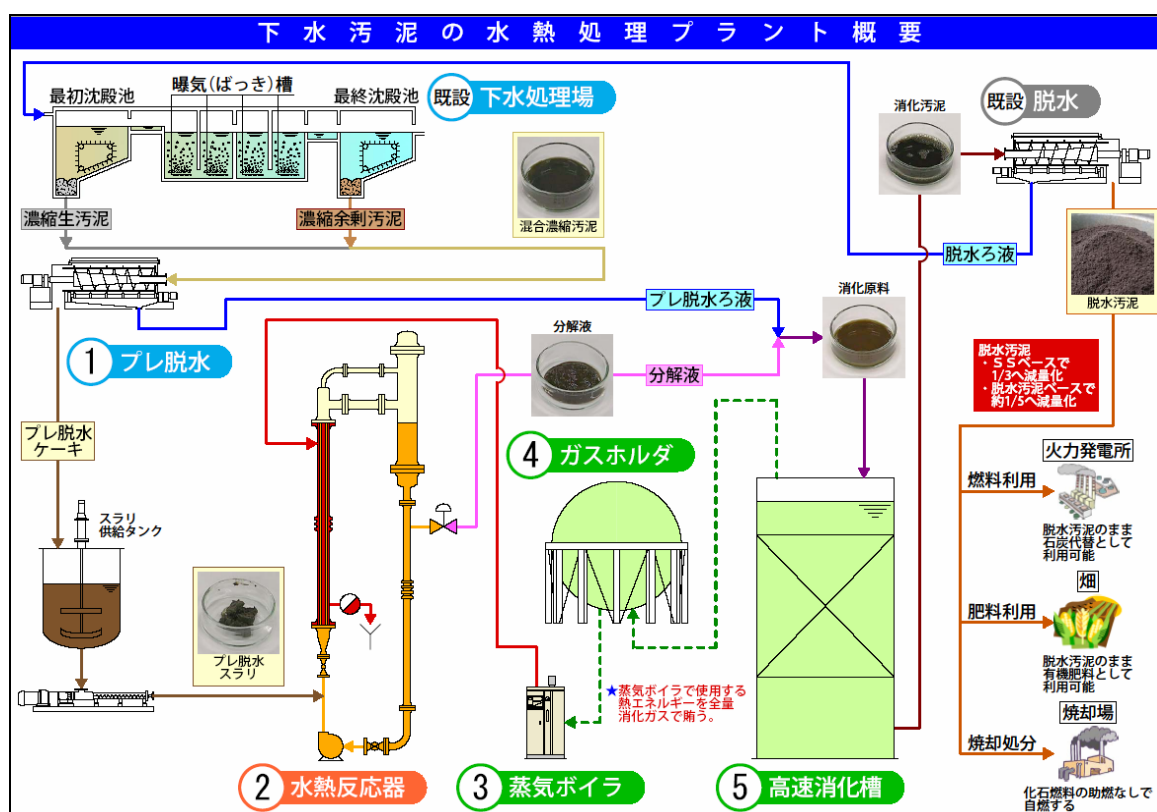 下水汚泥の水熱処理プラント概要
最初沈殿池
曝気(ばっき)槽
最終沈殿池
既設
下水処理場
消化汚泥
既設
脱水
濃縮生汚泥
濃縮余剰汚泥
混合濃縮汚泥
脱水ろ液
脱水汚泥
プレ脱水ろ液
消化原料
1
プレ脱水
分解液
分解液
脱水汚泥
・SSベースで
1/3へ減量化
・脱水汚泥ベースで
約1/5へ減量化
プレ脱水
ケーキ
4
ガスホルダ
火力発電所
燃料利用
脱水汚泥のまま
石炭代替として
利用可能
スラリ
供給タンク
畑
肥料利用
脱水汚泥のまま
有機肥料として
利用可能
プレ脱水
スラリ
★蒸気ボイラで使用する
熱エネルギーを全量
消化ガスで賄う。
焼却場
焼却処分
化石燃料の助燃なしで
自燃する
2
水熱反応器
3
蒸気ボイラ
5
高速消化槽